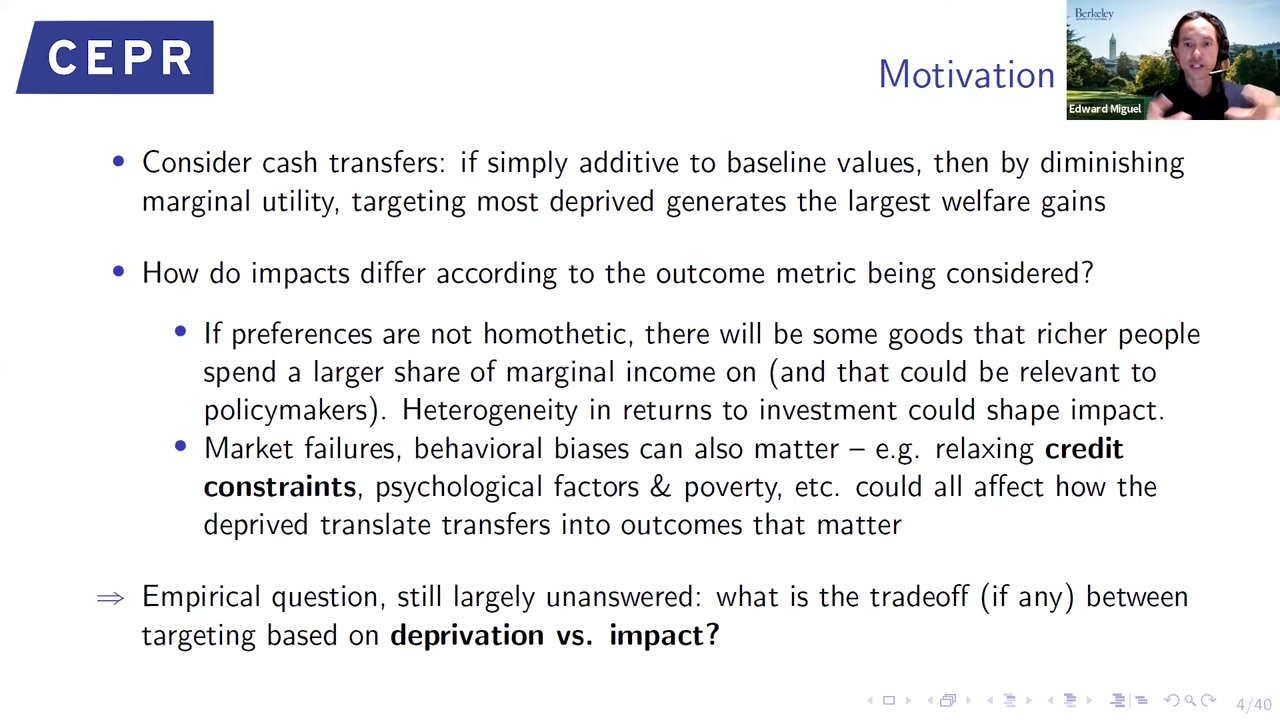 CEPR
Motivation
Berkeley
Edward Miguel
• Consider cash transfers: if simply additive to baseline values, then by diminishing
marginal utility, targeting most deprived generates the largest welfare gains
• How do impacts differ according to the outcome metric being considered?
• If preferences are not homothetic, there will be some goods that richer people
spend a larger share of marginal income on (and that could be relevant to
policymakers). Heterogeneity in returns to investment could shape impact.
• Market failures, behavioral biases can also matter – e.g. relaxing credit
constraints, psychological factors & poverty, etc. could all affect how the
deprived translate transfers into outcomes that matter
⇒ Empirical question, still largely unanswered: what is the tradeoff (if any) between
targeting based on deprivation vs. impact?
4/40